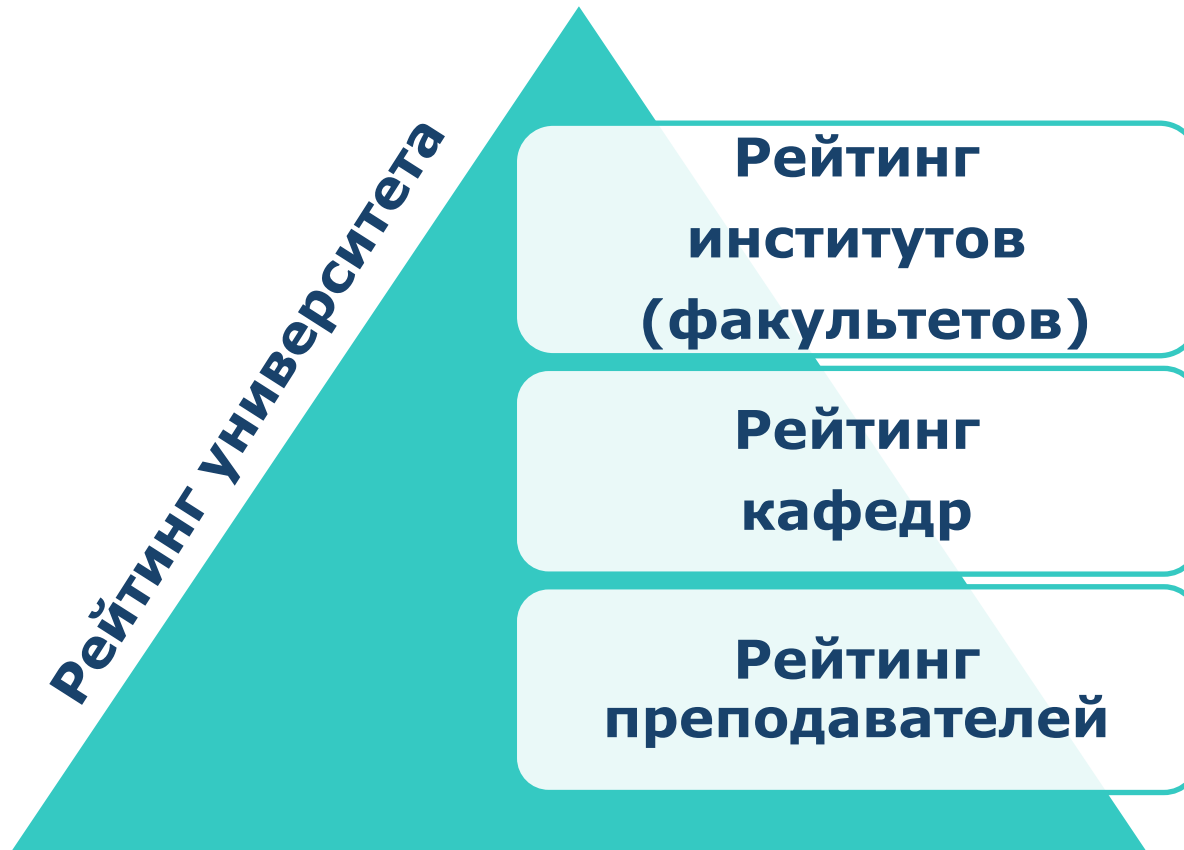 Рейтинг университета
Рейтинг
институтов
(факультетов)
Рейтинг
кафедр
Рейтинг
преподавателей